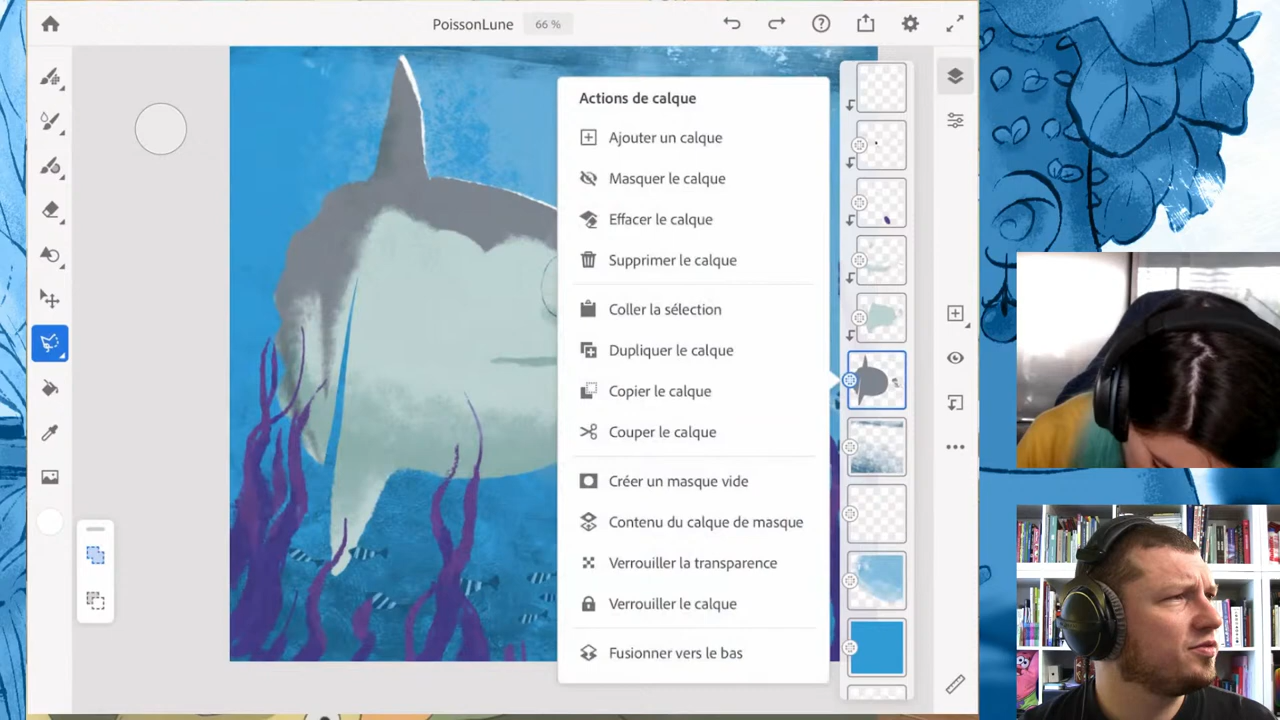 PoissonLune 66 %
Actions de calque
Ajouter un calque
Masquer le calque
Effacer le calque
Supprimer le calque
Coller la sélection
Dupliquer le calque
Copier le calque
Couper le calque
Créer un masque vide
Contenu du calque de masque
Verrouiller la transparence
Verrouiller le calque
Fusionner vers le bas